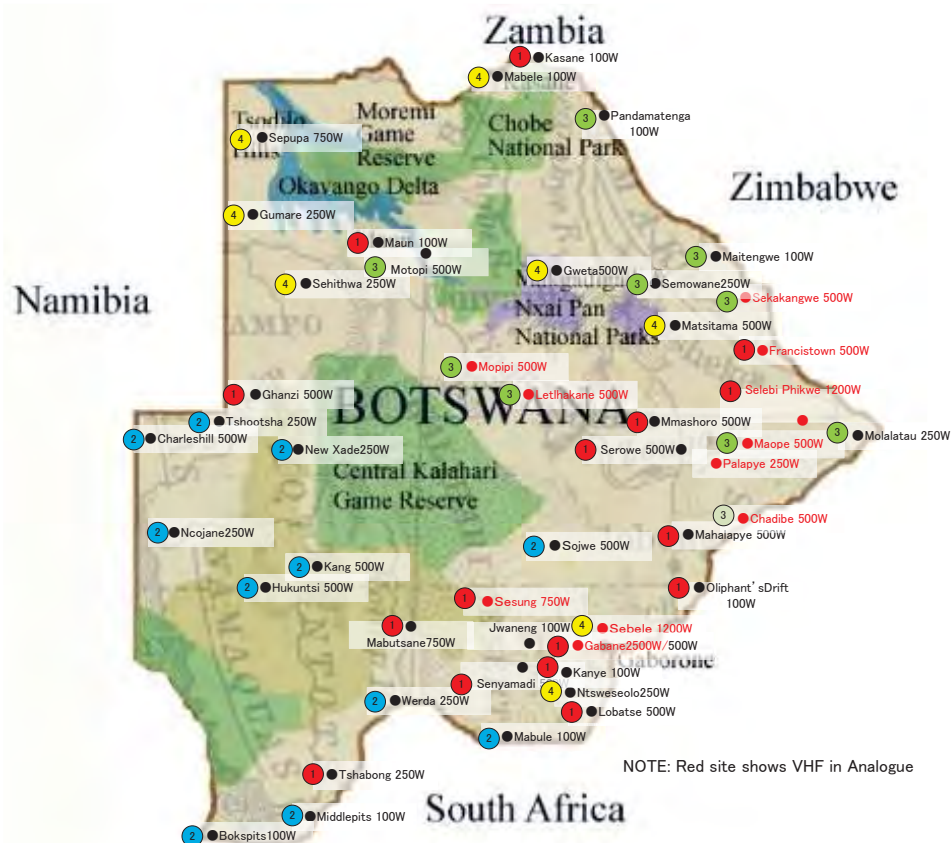 Zambia
1
Kasane 100W
4
Mabele 100W
Kasane
Tsodilo
Hills
4
Sepupa 750W
Moremi
Game
Reserve
Chobe
National Park
3
Pandamatenga
100W
Okavango Delta
Zimbabwe
4
Gumare 250W
1
Maun 100W
3
Motopi 500W
4
Sehithwa 250W
4
Gweta500W
3
Semowane250W
3
Maitengwe 100W
3
Sekakangwe 500W
Namibia
Nxai Pan
National Parks
4
Matsitama 500W
1
Francistown 500W
3
Mopipi 500W
1
Ghanzi 500W
3
Letlhakane 500W
1
Selebi Phikwe 1200W
BOTSWANA
2
Tshootsha 250W
2
Charleshill 500W
2
New Xade250W
1
Mmashoro 500W
1
Serowe 500W
3
Maope 500W
3
Molalatau 250W
Palapye 250W
Central Kalahari
Game Reserve
3
Chadibe 500W
2
Ncojane250W
2
Sojwe 500W
1
Mahalapye 500W
2
Kang 500W
2
Hukuntsi 500W
1
Oliphant'sDrift
100W
1
Sesung 750W
1
Mabutsane750W
Jwaneng 100W
4
Sebele 1200W
1
Gabane2500W/500W
Gaborone
1
Kanye 100W
1
Senyamadi
4
Ntsweseolo250W
2
Werda 250W
1
Lobatse 500W
2
Mabule 100W
NOTE: Red site shows VHF in Analogue
1
Tshabong 250W
South Africa
2
Middlepits 100W
2
Bokspits100W